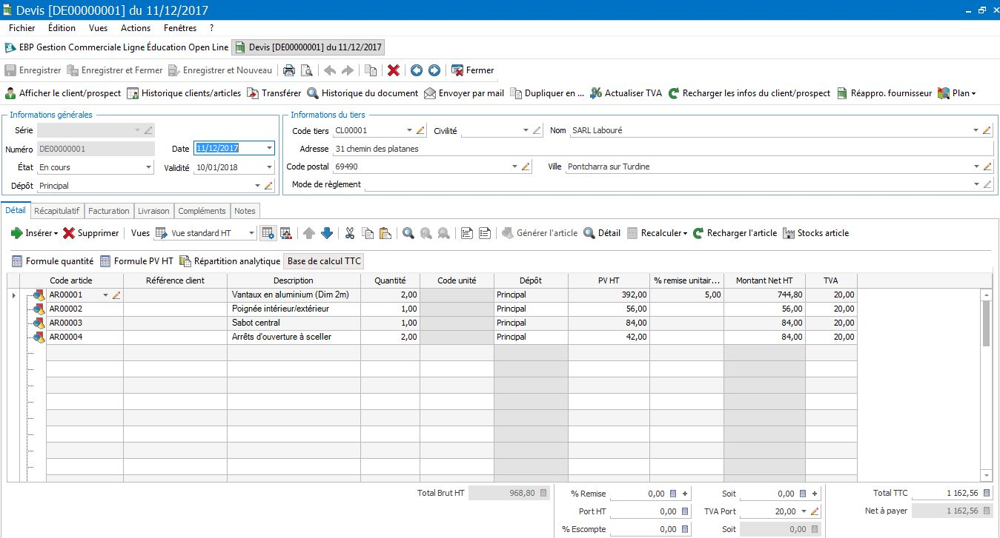 Devis [DE00000001] du 11/12/2017
Fichier Édition Vues Actions Fenêtres ?
EBP Gestion Commerciale Ligne Éducation Open Line Devis [DE00000001] du 11/12/2017
Enregistrer Enregistrer et Fermer Enregistrer et Nouveau Fermer
Afficher le client/prospect Historique clients/articles Transférer Historique du document Envoyer par mail Dupliquer en ... Actualiser TVA Recharger les infos du client/prospect Réappro. fournisseur Plan
Informations générales
Série
Numéro DE00000001 Date 11/12/2017
État En cours Validité 10/01/2018
Dépôt Principal
Informations du tiers
Code tiers CL00001 Civilité Nom SARL Labouré
Adresse 31 chemin des platanes
Code postal 69490 Ville Pontcharra sur Turdine
Mode de règlement
Détail Récapitulatif Facturation Livraison Compléments Notes
Insérer Supprimer Vues Vue standard HT Générer l'article Détail Recalculer Recharger l'article Stocks article
Formule quantité Formule PV HT Répartition analytique Base de calcul TTC
Code article Référence client Description Quantité Code unité Dépôt PV HT % remise unitair... Montant Net HT TVA
AR00001 Vantaux en aluminium (Dim 2m) 2,00 Principal 392,00 5,00 744,80 20,00
AR00002 Poignée intérieur/extérieur 1,00 Principal 56,00 56,00 20,00
AR00003 Sabot central 1,00 Principal 84,00 84,00 20,00
AR00004 Arrêts d'ouverture à sceller 2,00 Principal 42,00 84,00 20,00
Total Brut HT 968,80 % Remise 0,00 + Soit 0,00 + Total TTC 1 162,56
Port HT 0,00 TVA Port 20,00 Net à payer 1 162,56
% Escompte 0,00 Soit 0,00